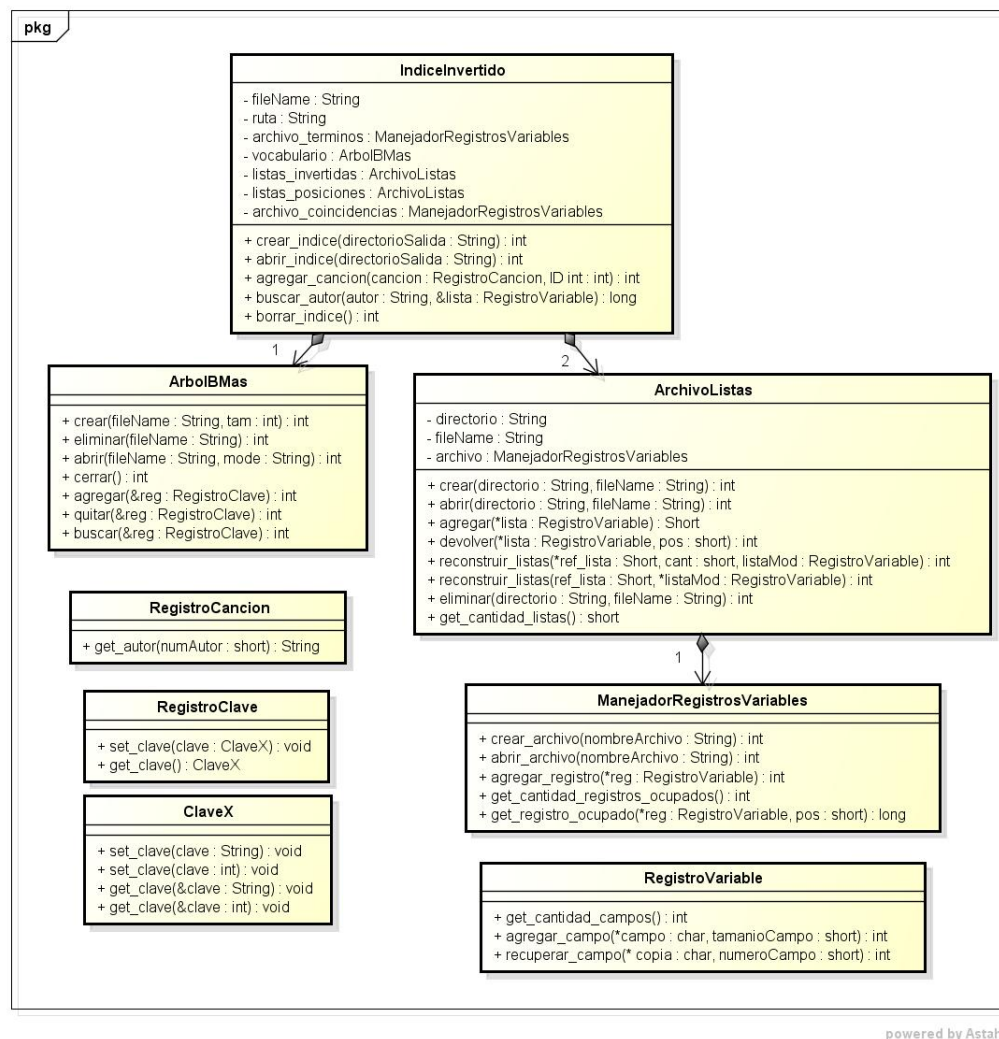 pkg
IndiceInvertido
- fileName : String
- ruta : String
- archivo_terminos : ManejadorRegistrosVariables
- vocabulario : ArbolBMas
- listas_invertidas : ArchivoListas
- listas_posiciones : ArchivoListas
- archivo_coincidencias : ManejadorRegistrosVariables
+ crear_indice(directorioSalida : String) : int
+ abrir_indice(directorioSalida : String) : int
+ agregar_cancion(cancion : RegistroCancion, ID int : int) : int
+ buscar_autor(autor : String, &lista : RegistroVariable) : long
+ borrar_indice() : int
1
2
ArbolBMas
+ crear(fileName : String, tam : int) : int
+ eliminar(fileName : String) : int
+ abrir(fileName : String, mode : String) : int
+ cerrar() : int
+ agregar(&reg : RegistroClave) : int
+ quitar(&reg : RegistroClave) : int
+ buscar(&reg : RegistroClave) : int
ArchivoListas
- directorio : String
- fileName : String
- archivo : ManejadorRegistrosVariables
+ crear(directorio : String, fileName : String) : int
+ abrir(directorio : String, fileName : String) : int
+ agregar(*lista : RegistroVariable) : Short
+ devolver(*lista : RegistroVariable, pos : short) : int
+ reconstruir_listas(*ref_lista : Short, cant : short, listaMod : RegistroVariable) : int
+ reconstruir_listas(ref_lista : Short, *listaMod : RegistroVariable) : int
+ eliminar(directorio : String, fileName : String) : int
+ get_cantidad_listas() : short
1
RegistroCancion
+ get_autor(numAutor : short) : String
RegistroClave
+ set_clave(clave : ClaveX) : void
+ get_clave() : ClaveX
ClaveX
+ set_clave(clave : String) : void
+ set_clave(clave : int) : void
+ get_clave(&clave : String) : void
+ get_clave(&clave : int) : void
ManejadorRegistrosVariables
+ crear_archivo(nombreArchivo : String) : int
+ abrir_archivo(nombreArchivo : String) : int
+ agregar_registro(*reg : RegistroVariable) : int
+ get_cantidad_registros_ocupados() : int
+ get_registro_ocupado(*reg : RegistroVariable, pos : short) : long
RegistroVariable
+ get_cantidad_campos() : int
+ agregar_campo(*campo : char, tamanioCampo : short) : int
+ recuperar_campo(* copia : char, numeroCampo : short) : int
powered by Astah